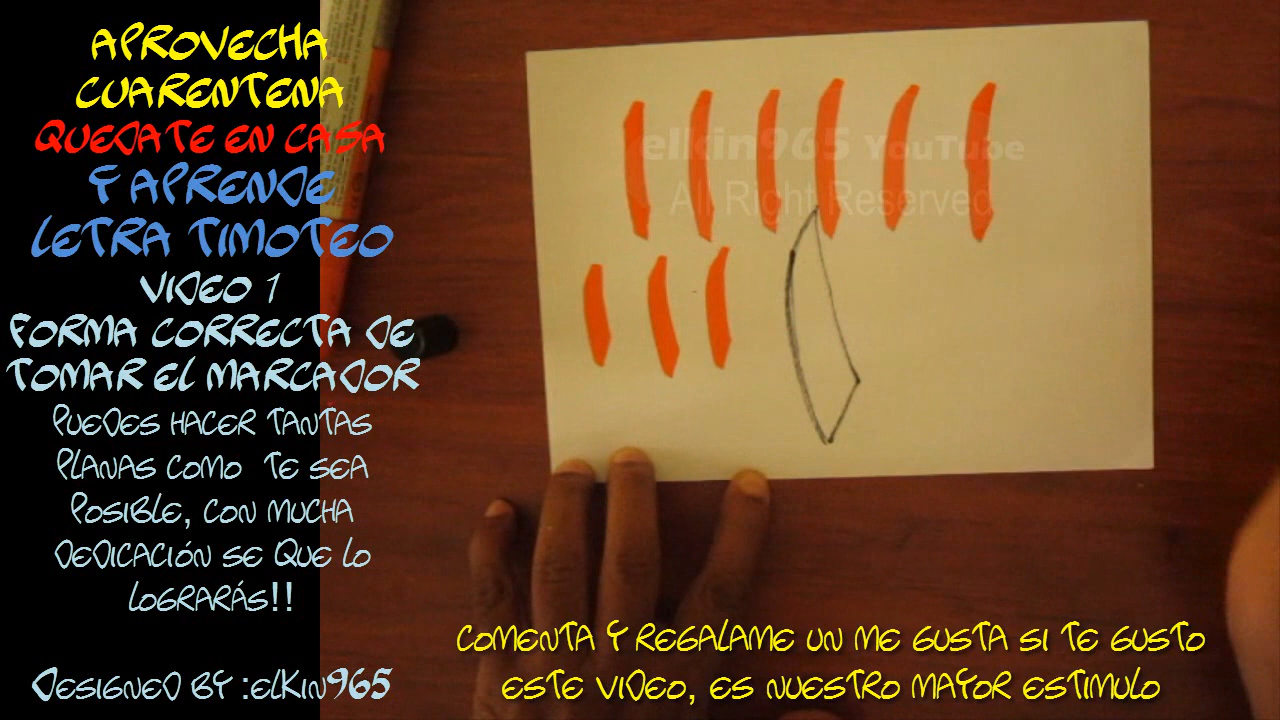 APROVECHA
CUARENTENA
QUEDATE EN CASA
Y APRENDE
LETRA TIMOTEO
VIDEO 1
FORMA CORRECTA DE
TOMAR El MARCADOR
PUEDES HACER TANTAS
PLANAS COMO TE SEA
POSIBLE, CON MUCHA
DEDICACIÓN SE QUE LO
LOGRARÁS!!
DESIGNED BY :elKin965
elkin965 YouTube
All Right Reserved
COMENTA Y REGALAME UN ME GUSTA SI TE GUSTO
ESTE VIDEO, ES NUESTRO MAYOR ESTIMULO